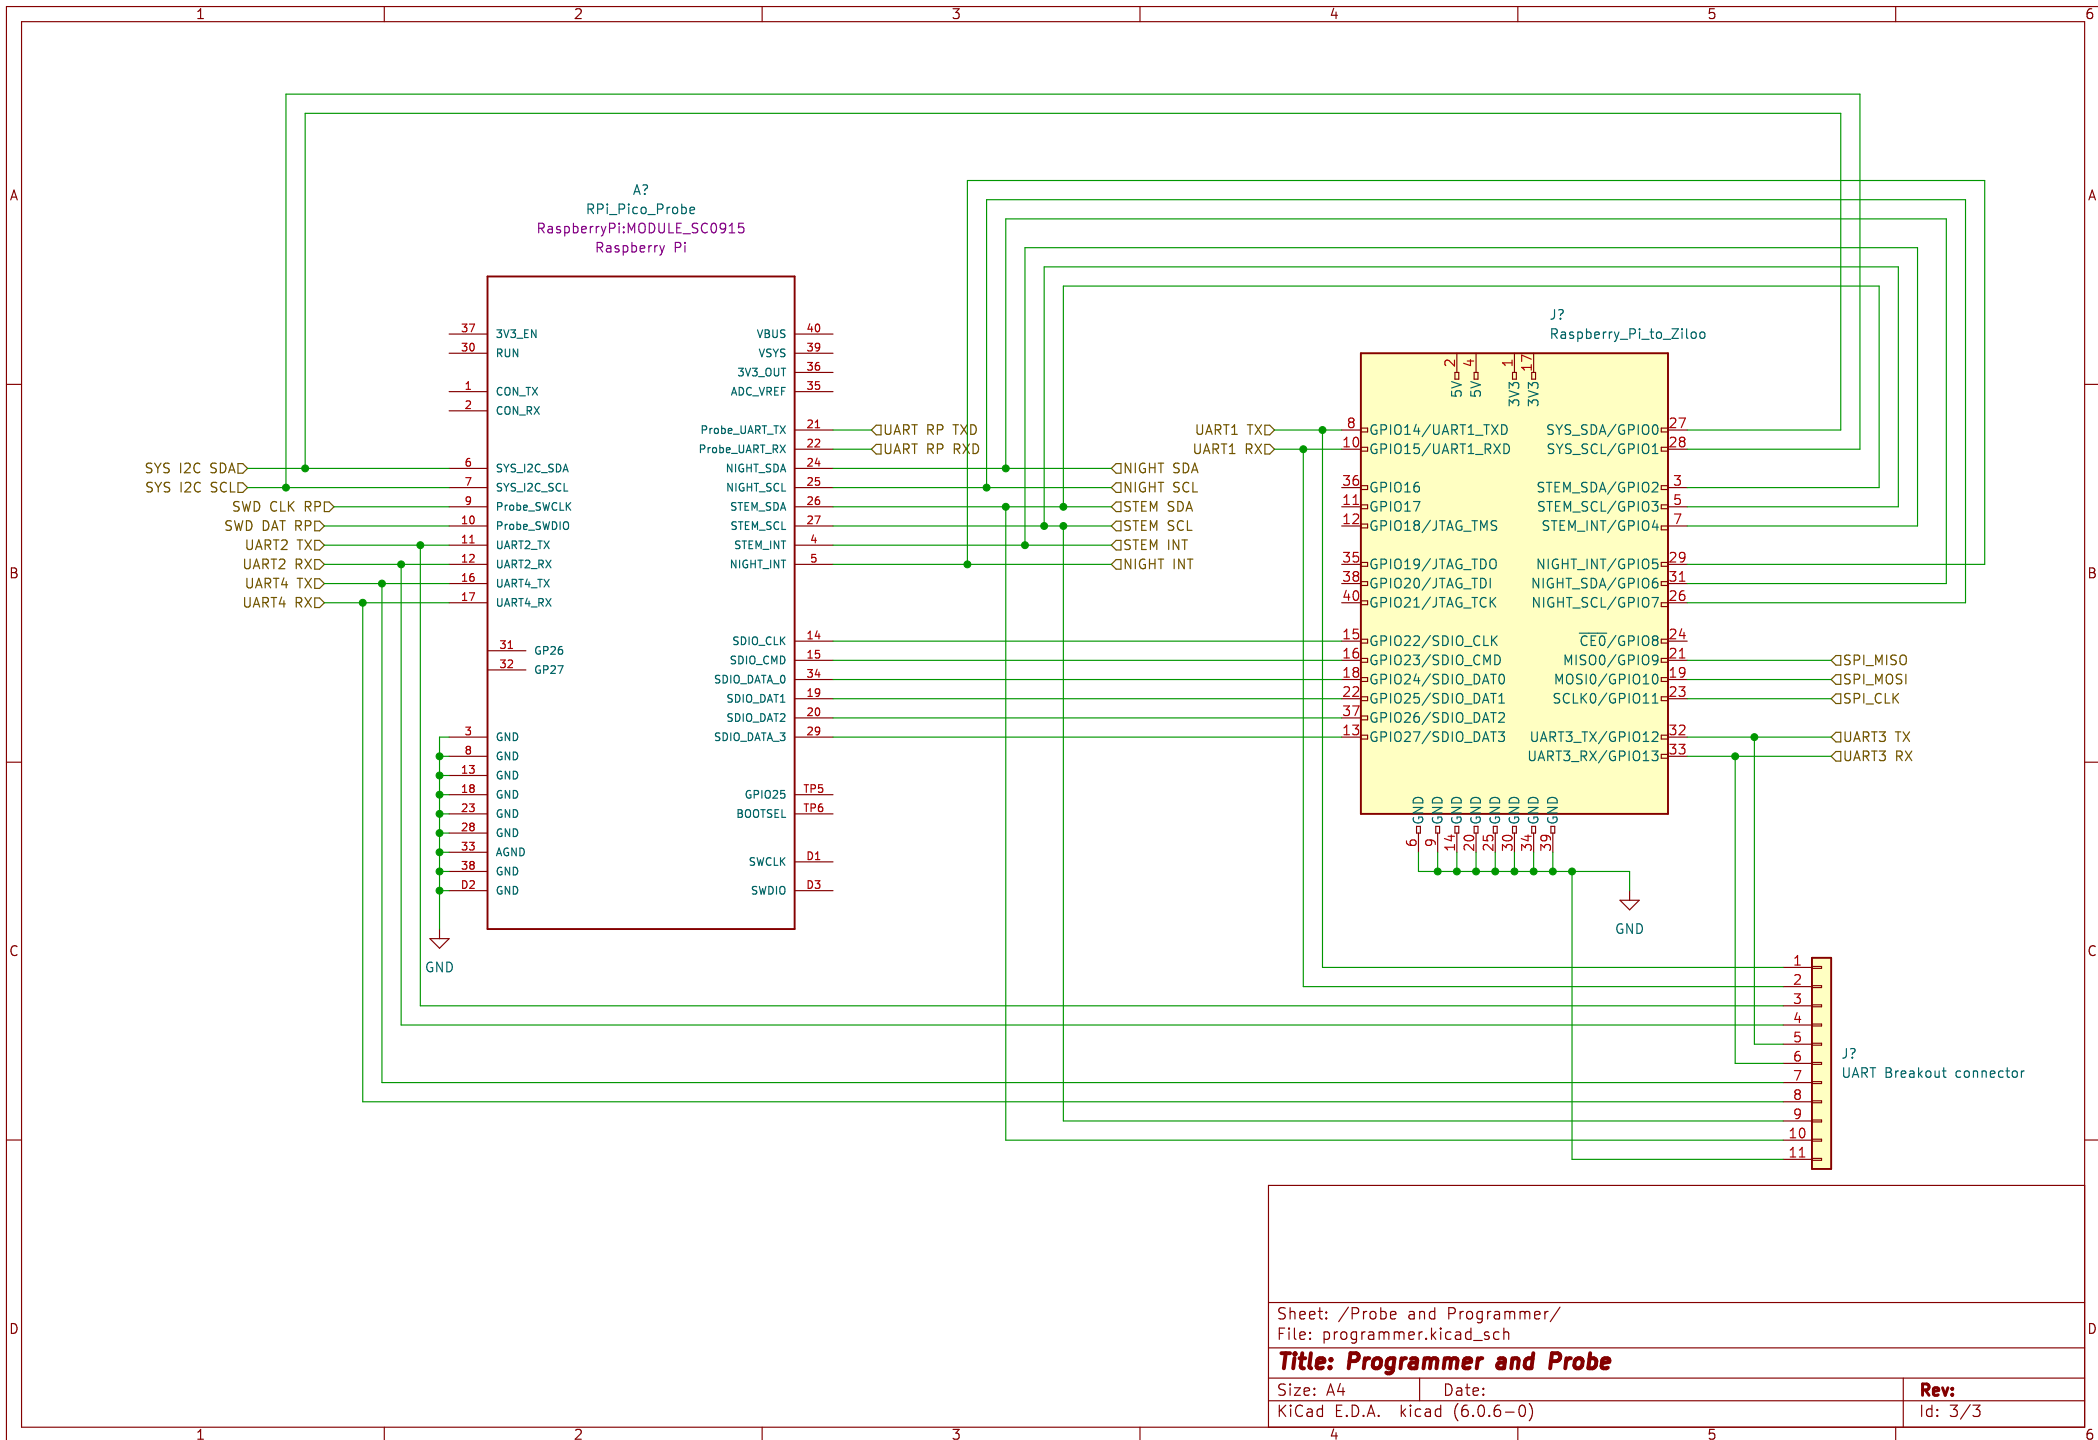 1 2 3 4 5 6
A A
B B
C C
D D
A?
RPi_Pico_Probe
RaspberryPi:MODULE_SC0915
Raspberry Pi
37 3V3_EN
30 RUN
1 CON_TX
2 CON_RX
SYS I2C SDA 6 SYS_I2C_SDA
SYS I2C SCL 7 SYS_I2C_SCL
SWD CLK RP 9 Probe_SWCLK
SWD DAT RP 10 Probe_SWDIO
UART2 TX 11 UART2_TX
UART2 RX 12 UART2_RX
UART4 TX 16 UART4_TX
UART4 RX 17 UART4_RX
31 GP26
32 GP27
3 GND
8 GND
13 GND
18 GND
23 GND
28 GND
33 AGND
38 GND
D2 GND
GND
VBUS 40
VSYS 39
3V3_OUT 36
ADC_VREF 35
Probe_UART_TX 21 UART RP TXD
Probe_UART_RX 22 UART RP RXD
NIGHT_SDA 24 NIGHT SDA
NIGHT_SCL 25 NIGHT SCL
STEM_SDA 26 STEM SDA
STEM_SCL 27 STEM SCL
STEM_INT 4 STEM INT
NIGHT_INT 5 NIGHT INT
SDIO_CLK 14
SDIO_CMD 15
SDIO_DATA_0 34
SDIO_DAT1 19
SDIO_DAT2 20
SDIO_DATA_3 29
GPIO25 TP5
BOOTSEL TP6
SWCLK D1
SWDIO D3
J?
Raspberry_Pi_to_Ziloo
2 4 1 17
5V 5V 3V3 3V3
UART1 TX 8 GPIO14/UART1_TXD
UART1 RX 10 GPIO15/UART1_RXD
36 GPIO16
11 GPIO17
12 GPIO18/JTAG_TMS
35 GPIO19/JTAG_TDO
38 GPIO20/JTAG_TDI
40 GPIO21/JTAG_TCK
15 GPIO22/SDIO_CLK
16 GPIO23/SDIO_CMD
18 GPIO24/SDIO_DAT0
22 GPIO25/SDIO_DAT1
37 GPIO26/SDIO_DAT2
13 GPIO27/SDIO_DAT3
SYS_SDA/GPIO0 27
SYS_SCL/GPIO1 28
STEM_SDA/GPIO2 3
STEM_SCL/GPIO3 5
STEM_INT/GPIO4 7
NIGHT_INT/GPIO5 29
NIGHT_SDA/GPIO6 31
NIGHT_SCL/GPIO7 26
CE0/GPIO8 24
MISO0/GPIO9 21 SPI_MISO
MOSI0/GPIO10 19 SPI_MOSI
SCLK0/GPIO11 23 SPI_CLK
UART3_TX/GPIO12 32 UART3 TX
UART3_RX/GPIO13 33 UART3 RX
GND GND GND GND GND GND GND GND
6 9 14 20 25 30 34 39
GND
1
2
3
4
5
6
7
8
9
10
11
J?
UART Breakout connector
Sheet: /Probe and Programmer/
File: programmer.kicad_sch
Title: Programmer and Probe
Size: A4 Date: Rev:
KiCad E.D.A. kicad (6.0.6-0) Id: 3/3
1 2 3 4 5 6